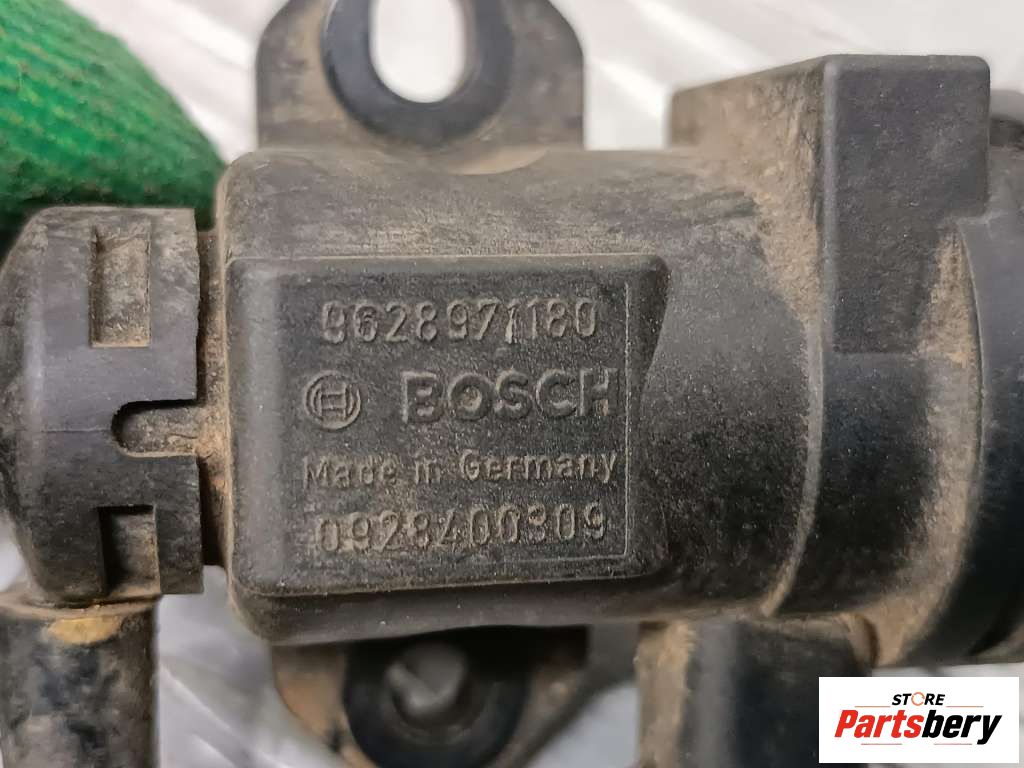 9628971180
BOSCH
Made in Germany
0928400309
STORE
Partsbery